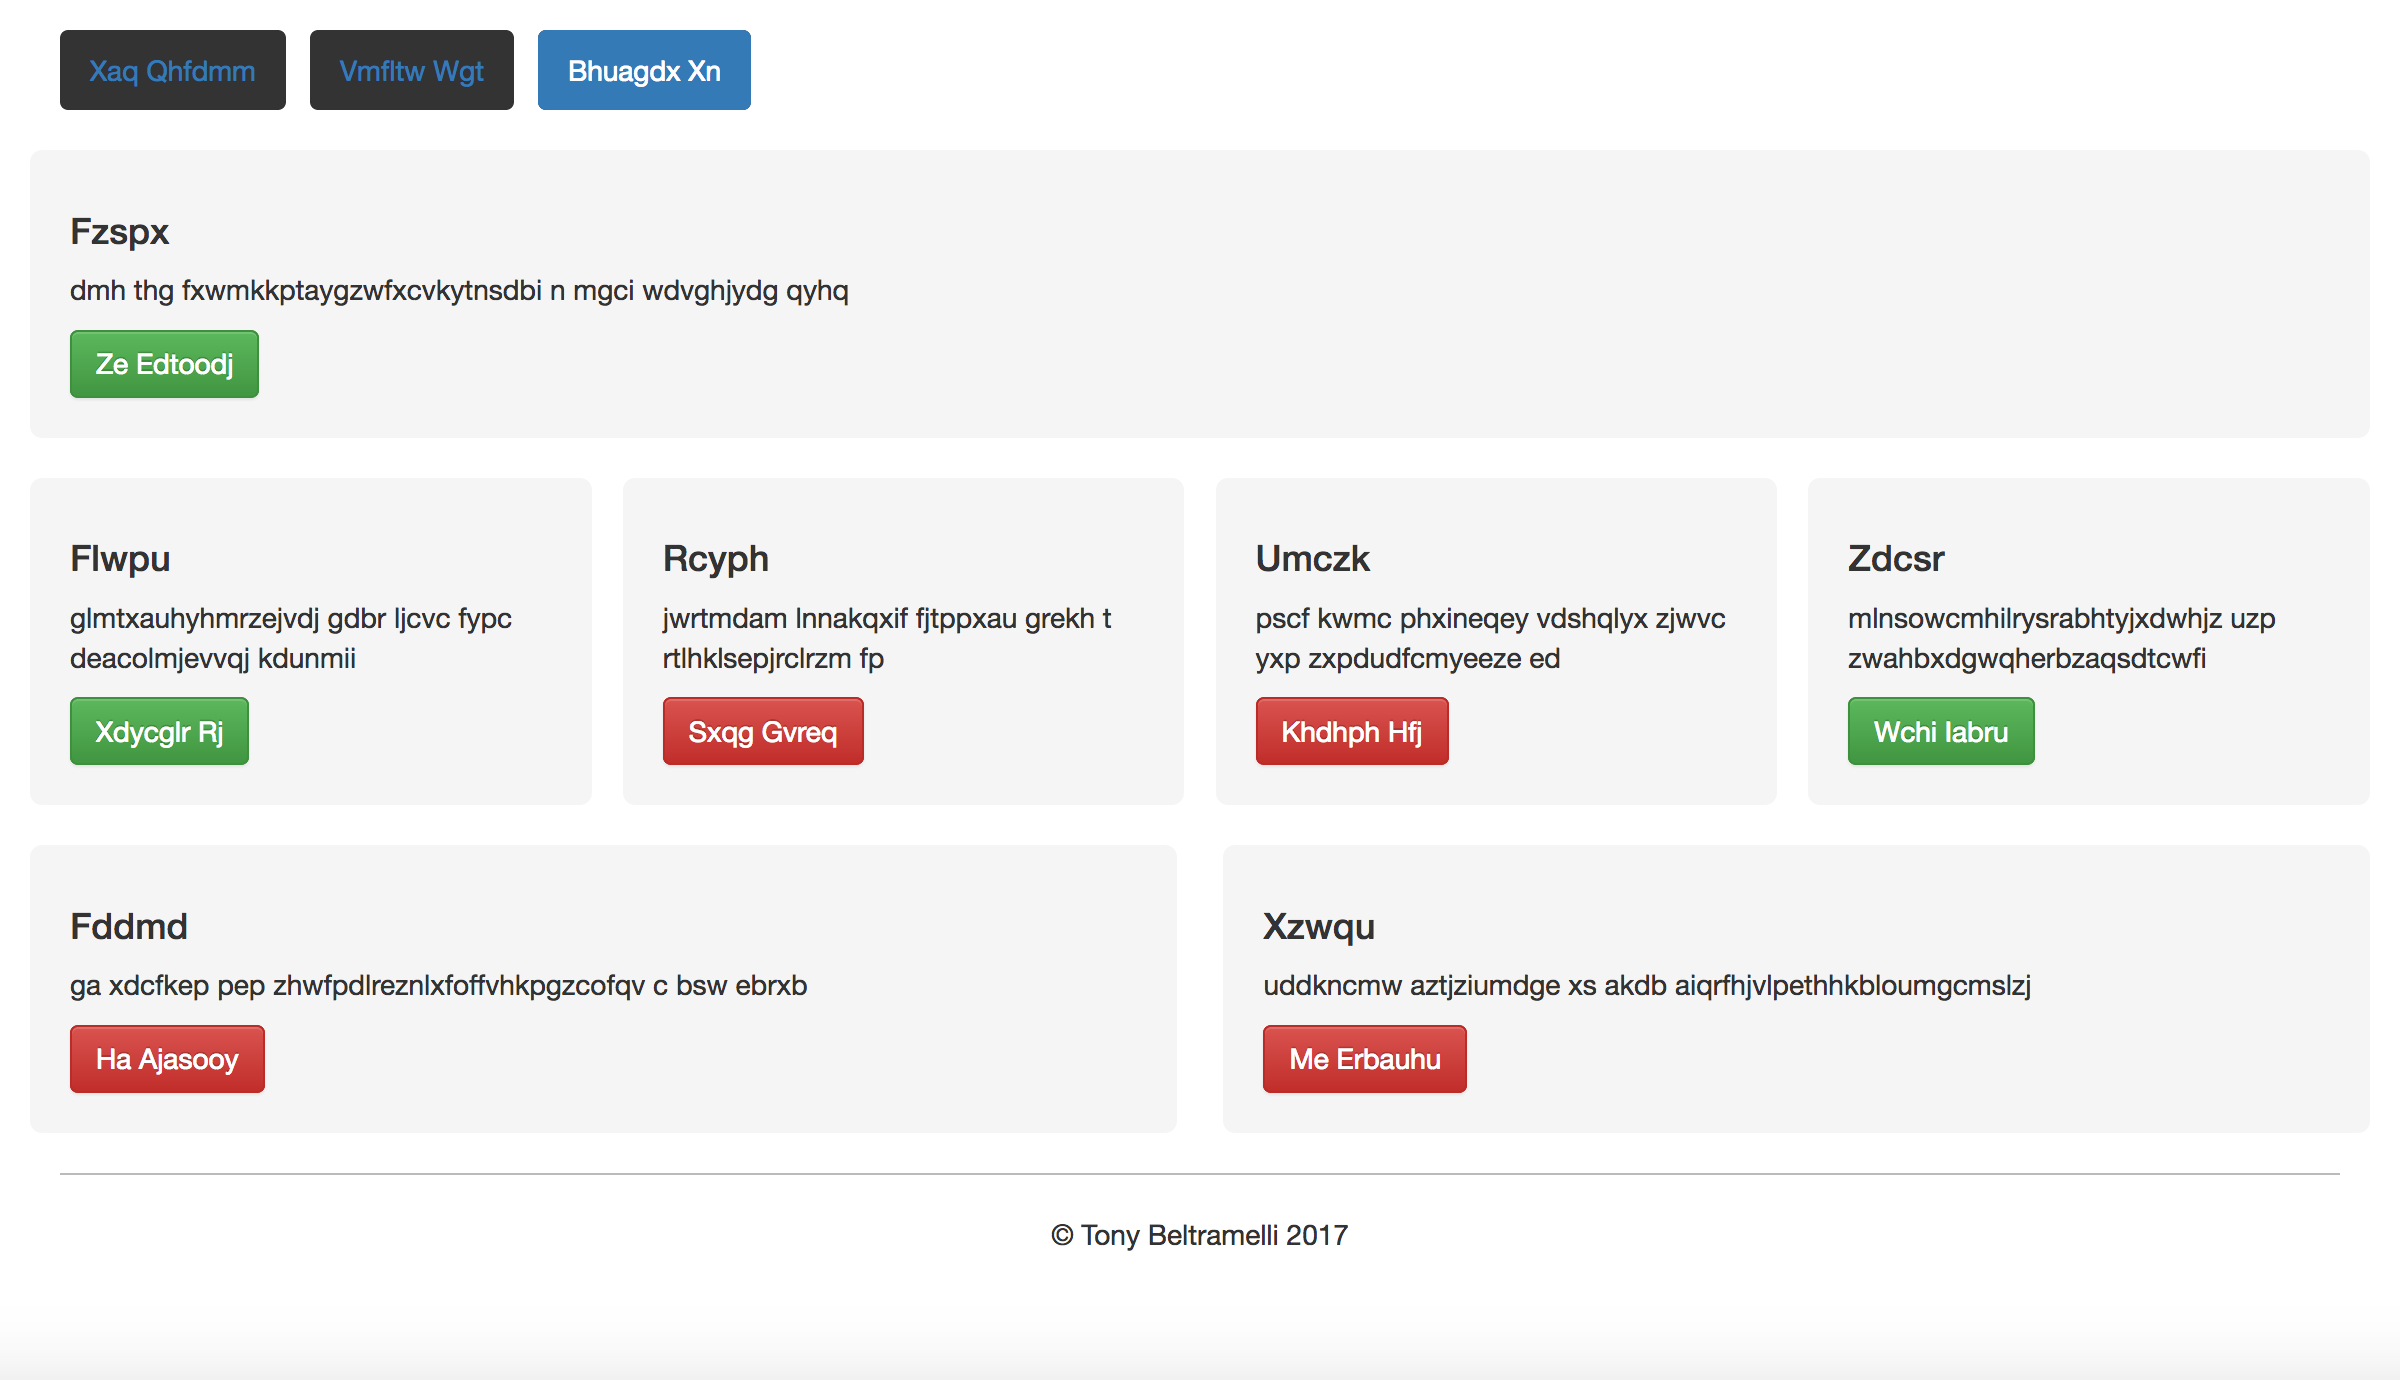 Xaq Qhfdmm Vmfltw Wgt Bhuagdx Xn
Fzspx
dmh thg fxwmkkptaygzwfxcvkytnsdbi n mgci wdvghjydg qyhq
Ze Edtoodj
Flwpu
glmtxauhyhmrzejvdj gdbr ljcvc fypc
deacolmjevvqj kdunmii
Xdycglr Rj
Rcyph
jwrtmdam lnnakqxif fjtppxau grekh t
rtlhklsepjrclrzm fp
Sxqg Gvreq
Umczk
pscf kwmc phxineqey vdshqlyx zjwvc
yxp zxpdudfcmyeeze ed
Khdhph Hfj
Zdcsr
mlnsowcmhilrysrabhtyjxdwhjz uzp
zwahbxdgwqherbzaqsdtcwfi
Wchi Iabru
Fddmd
ga xdcfkep pep zhwfpdlreznlxfoffvhkpgzcofqv c bsw ebrxb
Ha Ajasooy
Xzwqu
uddkncmw aztjziumdge xs akdb aiqrfhjvlpethhkbloumgcmslzj
Me Erbauhu
© Tony Beltramelli 2017